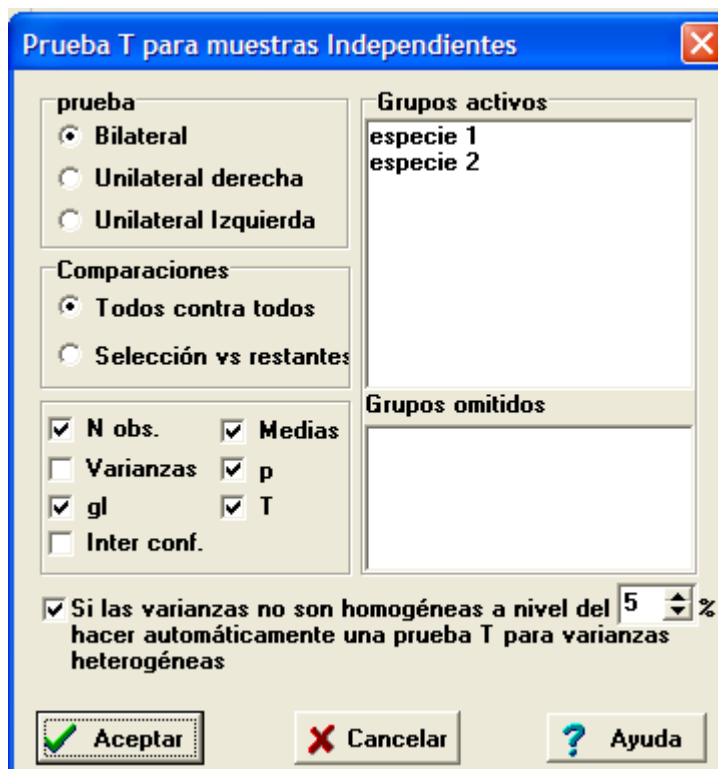 Prueba T para muestras Independientes
prueba
Bilateral
Unilateral derecha
Unilateral Izquierda
Comparaciones
Todos contra todos
Selección vs restantes
N obs.
Medias
Varianzas
p
gl
T
Inter conf.
Grupos activos
especie 1
especie 2
Grupos omitidos
Si las varianzas no son homogéneas a nivel del 5 %
hacer automáticamente una prueba T para varianzas
heterogéneas
Aceptar
Cancelar
? Ayuda